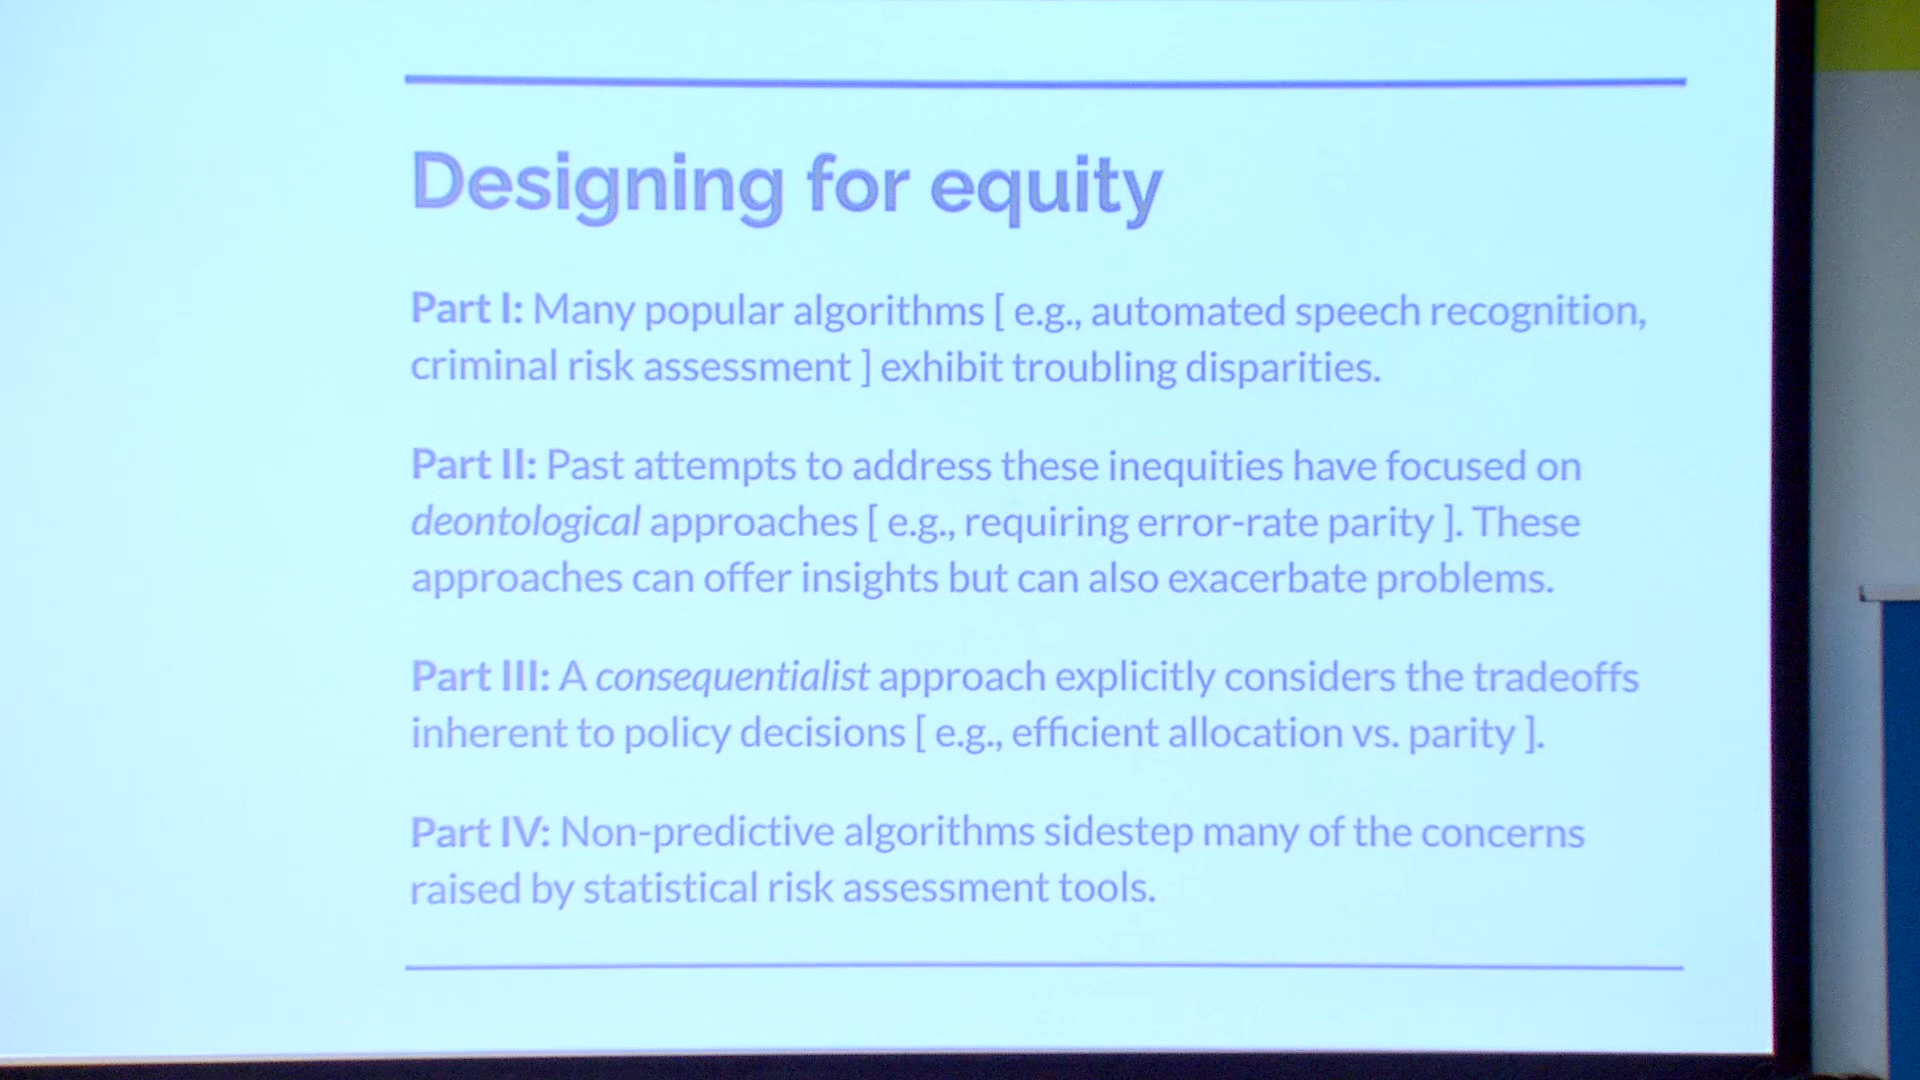 Designing for equity
Part I: Many popular algorithms [ e.g., automated speech recognition,
criminal risk assessment ] exhibit troubling disparities.
Part II: Past attempts to address these inequities have focused on
deontological approaches [ e.g., requiring error-rate parity ]. These
approaches can offer insights but can also exacerbate problems.
Part III: A consequentialist approach explicitly considers the tradeoffs
inherent to policy decisions [ e.g., efficient allocation vs. parity ].
Part IV: Non-predictive algorithms sidestep many of the concerns
raised by statistical risk assessment tools.